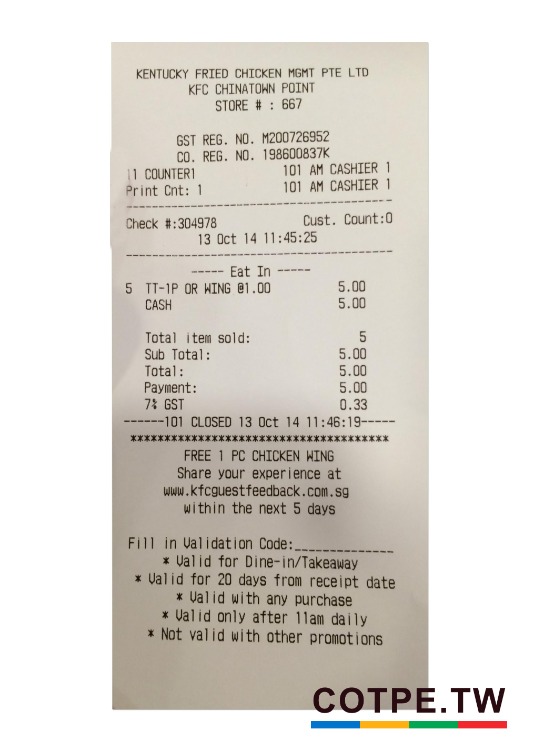 KENTUCKY FRIED CHICKEN MGMT PTE LTD
KFC CHINATOWN POINT
STORE # : 667
GST REG. NO. M200726952
CO. REG. NO. 198600837K
11 COUNTER1 101 AM CASHIER 1
Print Cnt: 1 101 AM CASHIER 1
Check #:304978 Cust. Count:0
13 Oct 14 11:45:25
----- Eat In -----
5 TT-1P OR WING @1.00 5.00
CASH 5.00
Total item sold: 5
Sub Total: 5.00
Total: 5.00
Payment: 5.00
7% GST 0.33
------101 CLOSED 13 Oct 14 11:46:19-----
****************************************
FREE 1 PC CHICKEN WING
Share your experience at
www.kfcguestfeedback.com.sg
within the next 5 days
Fill in Validation Code:______________
* Valid for Dine-in/Takeaway
* Valid for 20 days from receipt date
* Valid with any purchase
* Valid only after 11am daily
* Not valid with other promotions
COTPE.TW